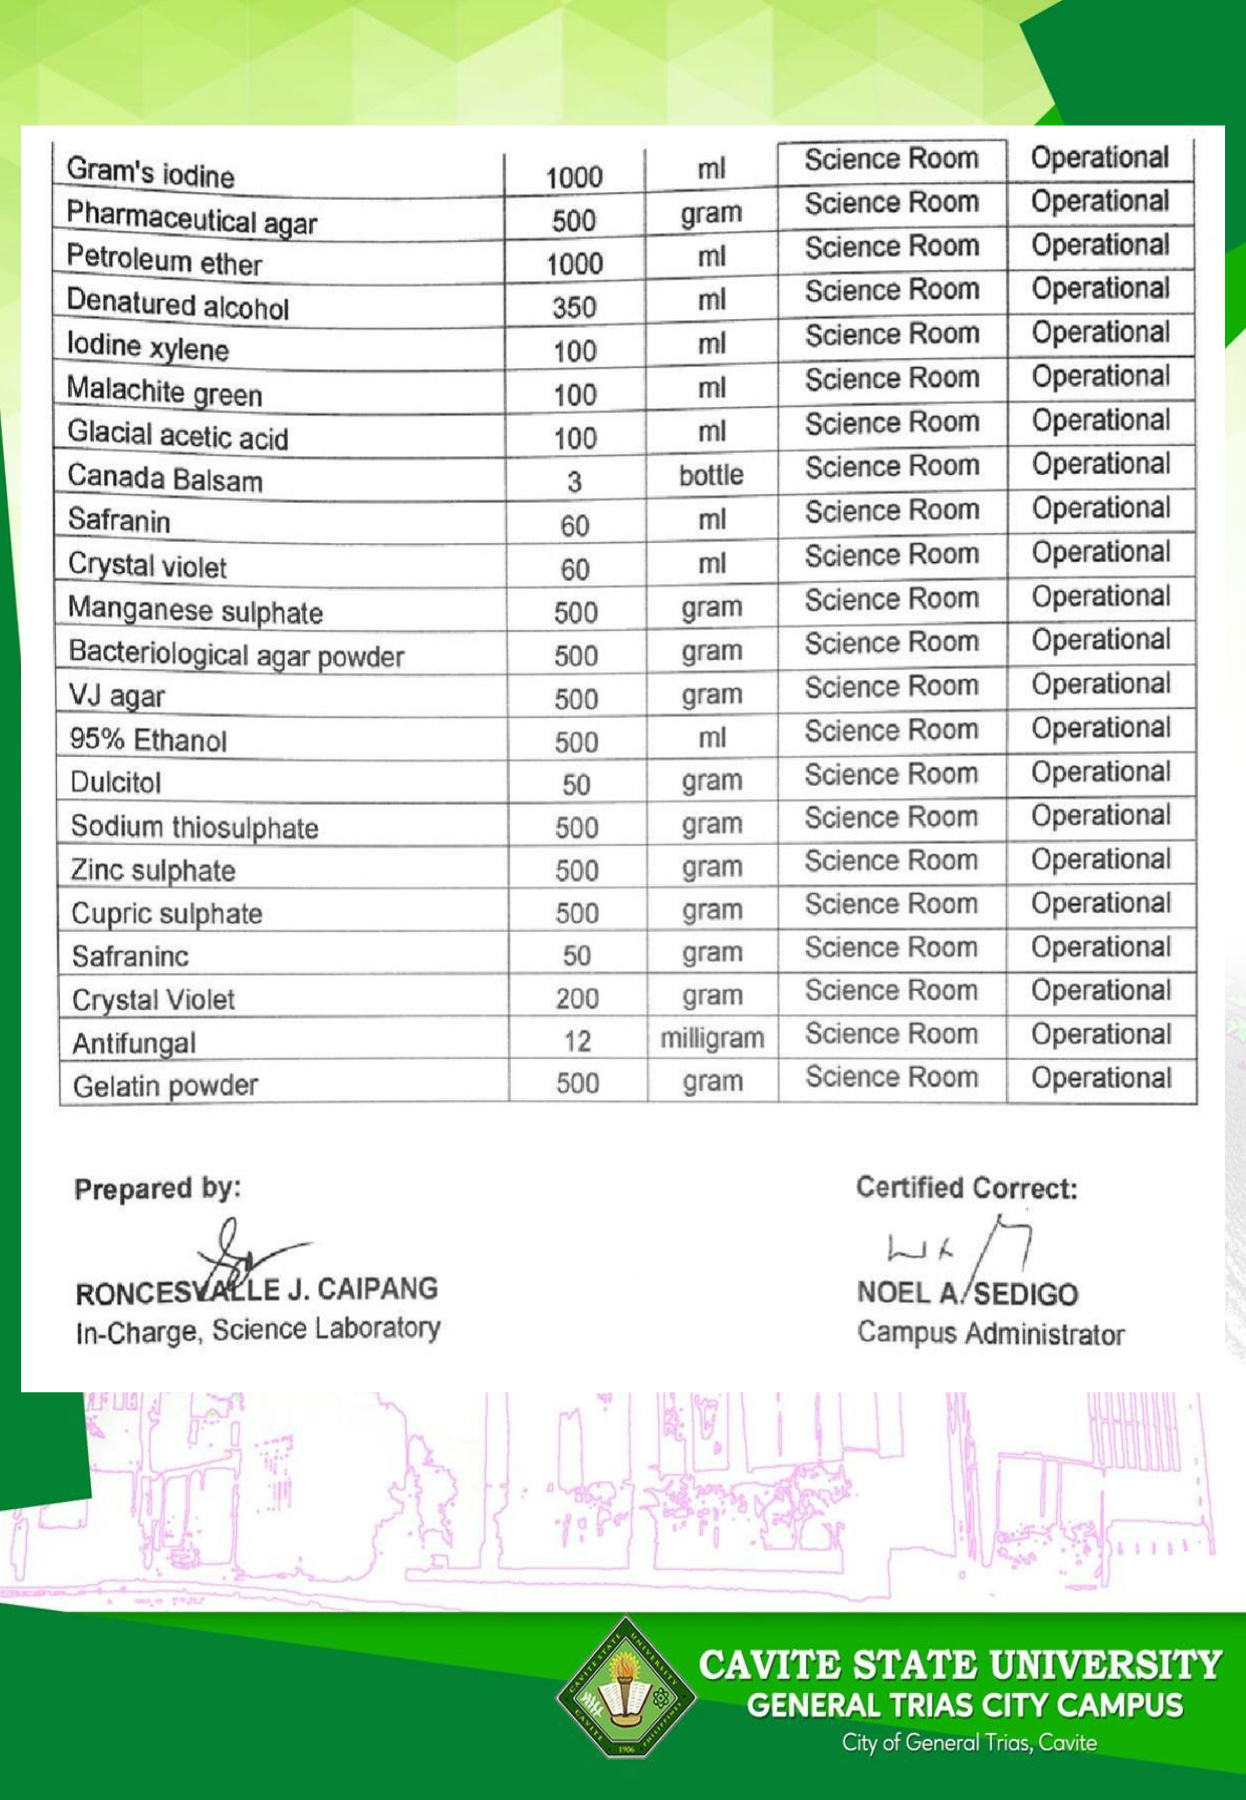 Gram's iodine 1000 ml Science Room Operational
Pharmaceutical agar 500 gram Science Room Operational
Petroleum ether 1000 ml Science Room Operational
Denatured alcohol 350 ml Science Room Operational
Iodine xylene 100 ml Science Room Operational
Malachite green 100 ml Science Room Operational
Glacial acetic acid 100 ml Science Room Operational
Canada Balsam 3 bottle Science Room Operational
Safranin 60 ml Science Room Operational
Crystal violet 60 ml Science Room Operational
Manganese sulphate 500 gram Science Room Operational
Bacteriological agar powder 500 gram Science Room Operational
VJ agar 500 gram Science Room Operational
95% Ethanol 500 ml Science Room Operational
Dulcitol 50 gram Science Room Operational
Sodium thiosulphate 500 gram Science Room Operational
Zinc sulphate 500 gram Science Room Operational
Cupric sulphate 500 gram Science Room Operational
Safraninc 50 gram Science Room Operational
Crystal Violet 200 gram Science Room Operational
Antifungal 12 milligram Science Room Operational
Gelatin powder 500 gram Science Room Operational
Prepared by: Certified Correct:
RONCESVALLE J. CAIPANG NOEL A. SEDIGO
In-Charge, Science Laboratory Campus Administrator
CAVITE STATE UNIVERSITY
CAVITE PHILIPPINES
1906
CAVITE STATE UNIVERSITY
GENERAL TRIAS CITY CAMPUS
City of General Trias, Cavite